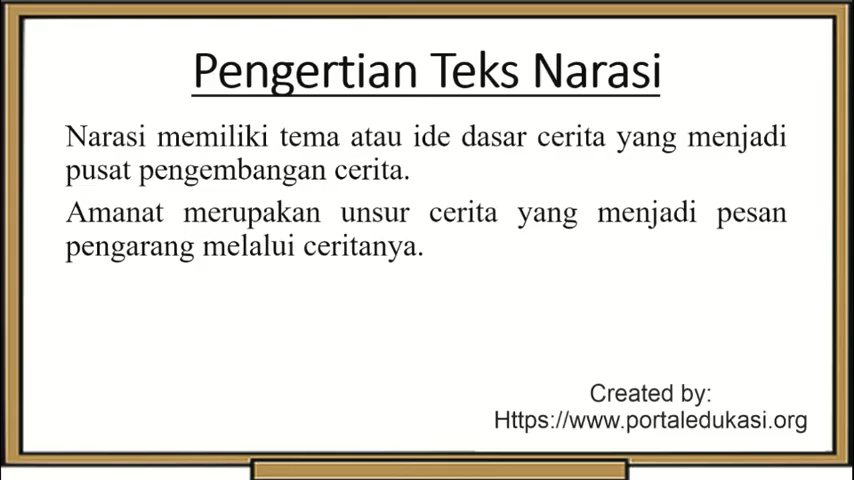 Pengertian Teks Narasi
Narasi memiliki tema atau ide dasar cerita yang menjadi
pusat pengembangan cerita.
Amanat merupakan unsur cerita yang menjadi pesan
pengarang melalui ceritanya.
Created by:
Https://www.portaledukasi.org